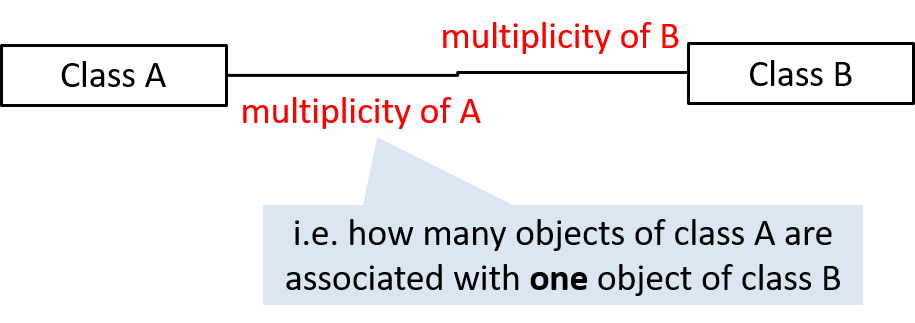 multiplicity of B
Class A
Class B
multiplicity of A
i.e. how many objects of class A are
associated with one object of class B